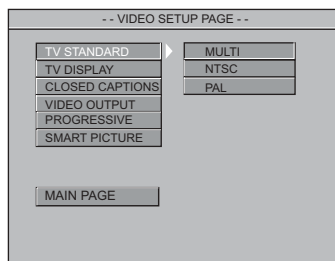 - - VIDEO SETUP PAGE - -
TV STANDARD
TV DISPLAY
CLOSED CAPTIONS
VIDEO OUTPUT
PROGRESSIVE
SMART PICTURE
MULTI
NTSC
PAL
MAIN PAGE